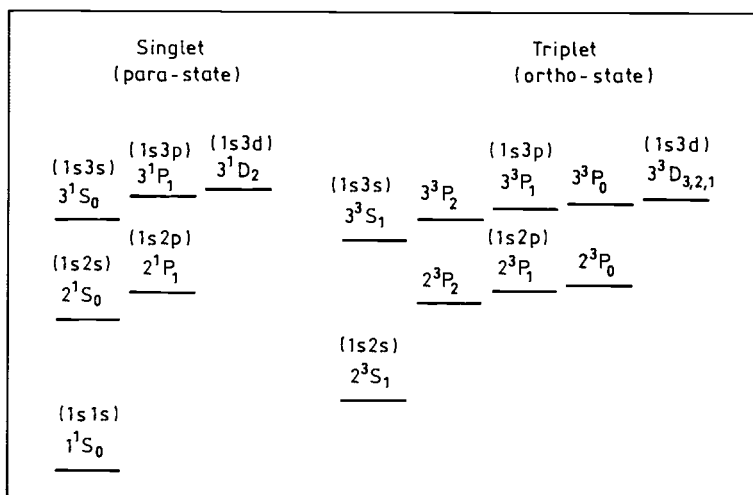 Singlet
(para-state)
Triplet
(ortho-state)
(1s3s)
3¹S₀
(1s3p)
3¹P₁
(1s3d)
3¹D₂
(1s2s)
2¹S₀
(1s2p)
2¹P₁
(1s1s)
1¹S₀
(1s3s)
3³S₁
3³P₂
(1s3p)
3³P₁
3³P₀
(1s3d)
3³D₃,₂,₁
2³P₂
(1s2p)
2³P₁
2³P₀
(1s2s)
2³S₁